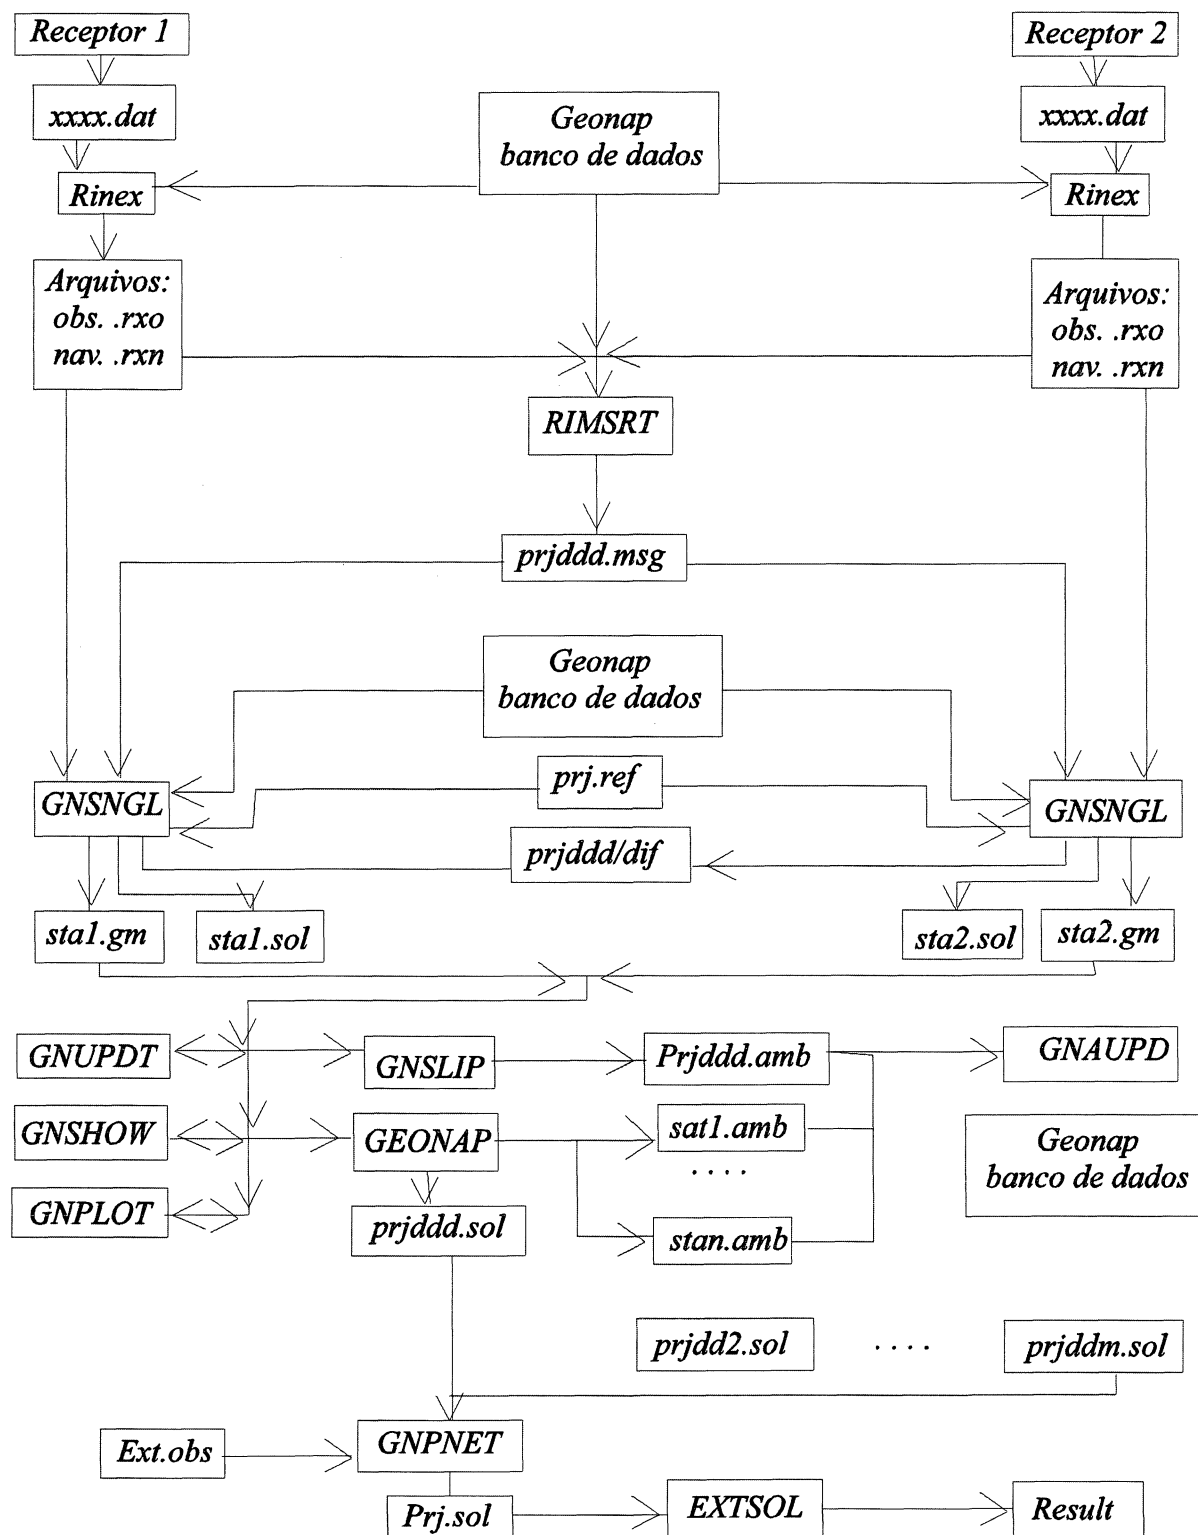 Receptor 1
Receptor 2
xxxx.dat
Geonap
banco de dados
xxxx.dat
Rinex
Rinex
Arquivos:
obs. .rxo
nav. .rxn
Arquivos:
obs. .rxo
nav. .rxn
RIMSRT
prjddd.msg
Geonap
banco de dados
prj.ref
GNSNGL
GNSNGL
prjddd/dif
sta1.gm
sta1.sol
sta2.sol
sta2.gm
GNUPDT
GNSLIP
Prjddd.amb
GNAUPD
GNSHOW
GEONAP
sat1.amb
. . . .
Geonap
banco de dados
GNPLOT
prjddd.sol
stan.amb
prjdd2.sol
. . . .
prjddm.sol
Ext.obs
GNPNET
Prj.sol
EXTSOL
Result